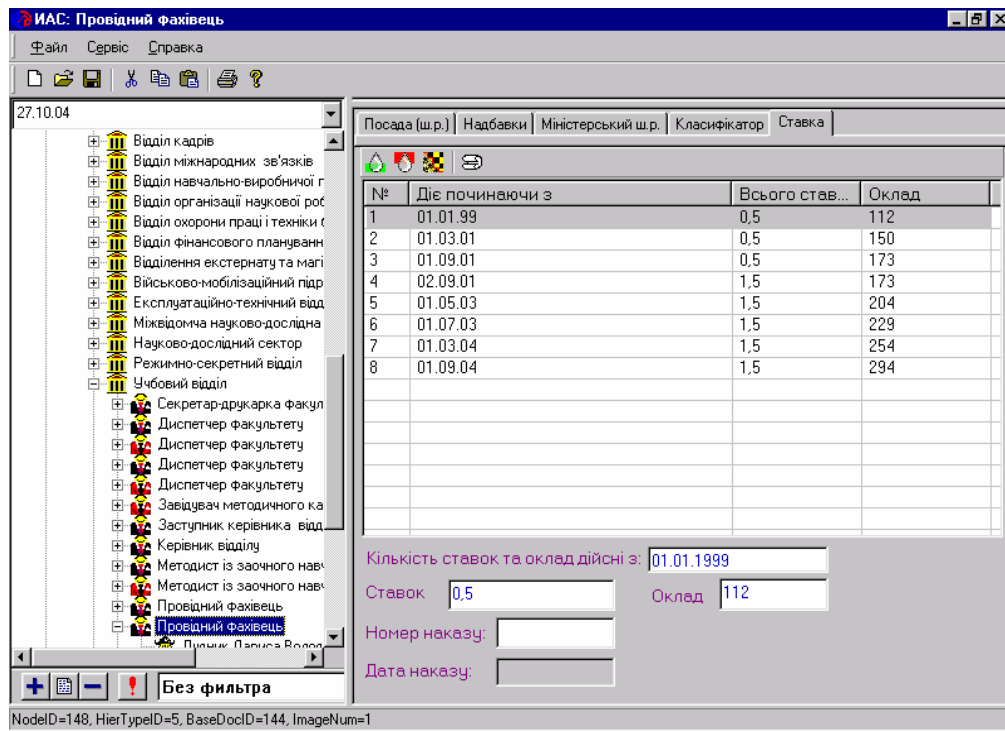 ИАС: Провідний фахівець
Файл Сервіс Справка
27.10.04
Відділ кадрів
Відділ міжнародних зв'язків
Відділ навчально-виробничої г
Відділ організації наукової роб
Відділ охорони праці і техніки б
Відділ фінансового плануванн
Відділення екстернату та магі
Військово-мобілізаційний підр
Експлуатаційно-технічний відд
Міжвідомча науково-дослідна
Науково-дослідний сектор
Режимно-секретний відділ
Учбовий відділ
Секретар-друкарка факул
Диспетчер факультету
Диспетчер факультету
Диспетчер факультету
Диспетчер факультету
Завідувач методичного ка
Заступник керівника відд
Керівник відділу
Методист із заочного навч
Методист із заочного навч
Провідний фахівець
Провідний фахівець
Без фильтра
Посада (ш.р.) Надбавки Міністерський ш.р. Класифікатор Ставка
№ Діє починаючи з Всього став... Оклад
1 01.01.99 0,5 112
2 01.03.01 0,5 150
3 01.09.01 0,5 173
4 02.09.01 1,5 173
5 01.05.03 1,5 204
6 01.07.03 1,5 229
7 01.03.04 1,5 254
8 01.09.04 1,5 294
Кількість ставок та оклад дійсні з: 01.01.1999
Ставок 0,5 Оклад 112
Номер наказу:
Дата наказу:
NodeID=148, HierTypeID=5, BaseDocID=144, ImageNum=1